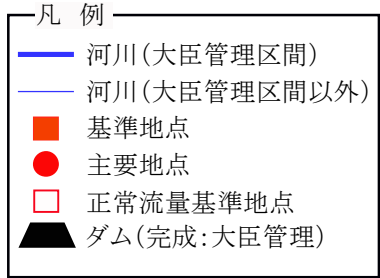 凡 例
河川(大臣管理区間)
河川(大臣管理区間以外)
基準地点
主要地点
正常流量基準地点
ダム(完成:大臣管理)